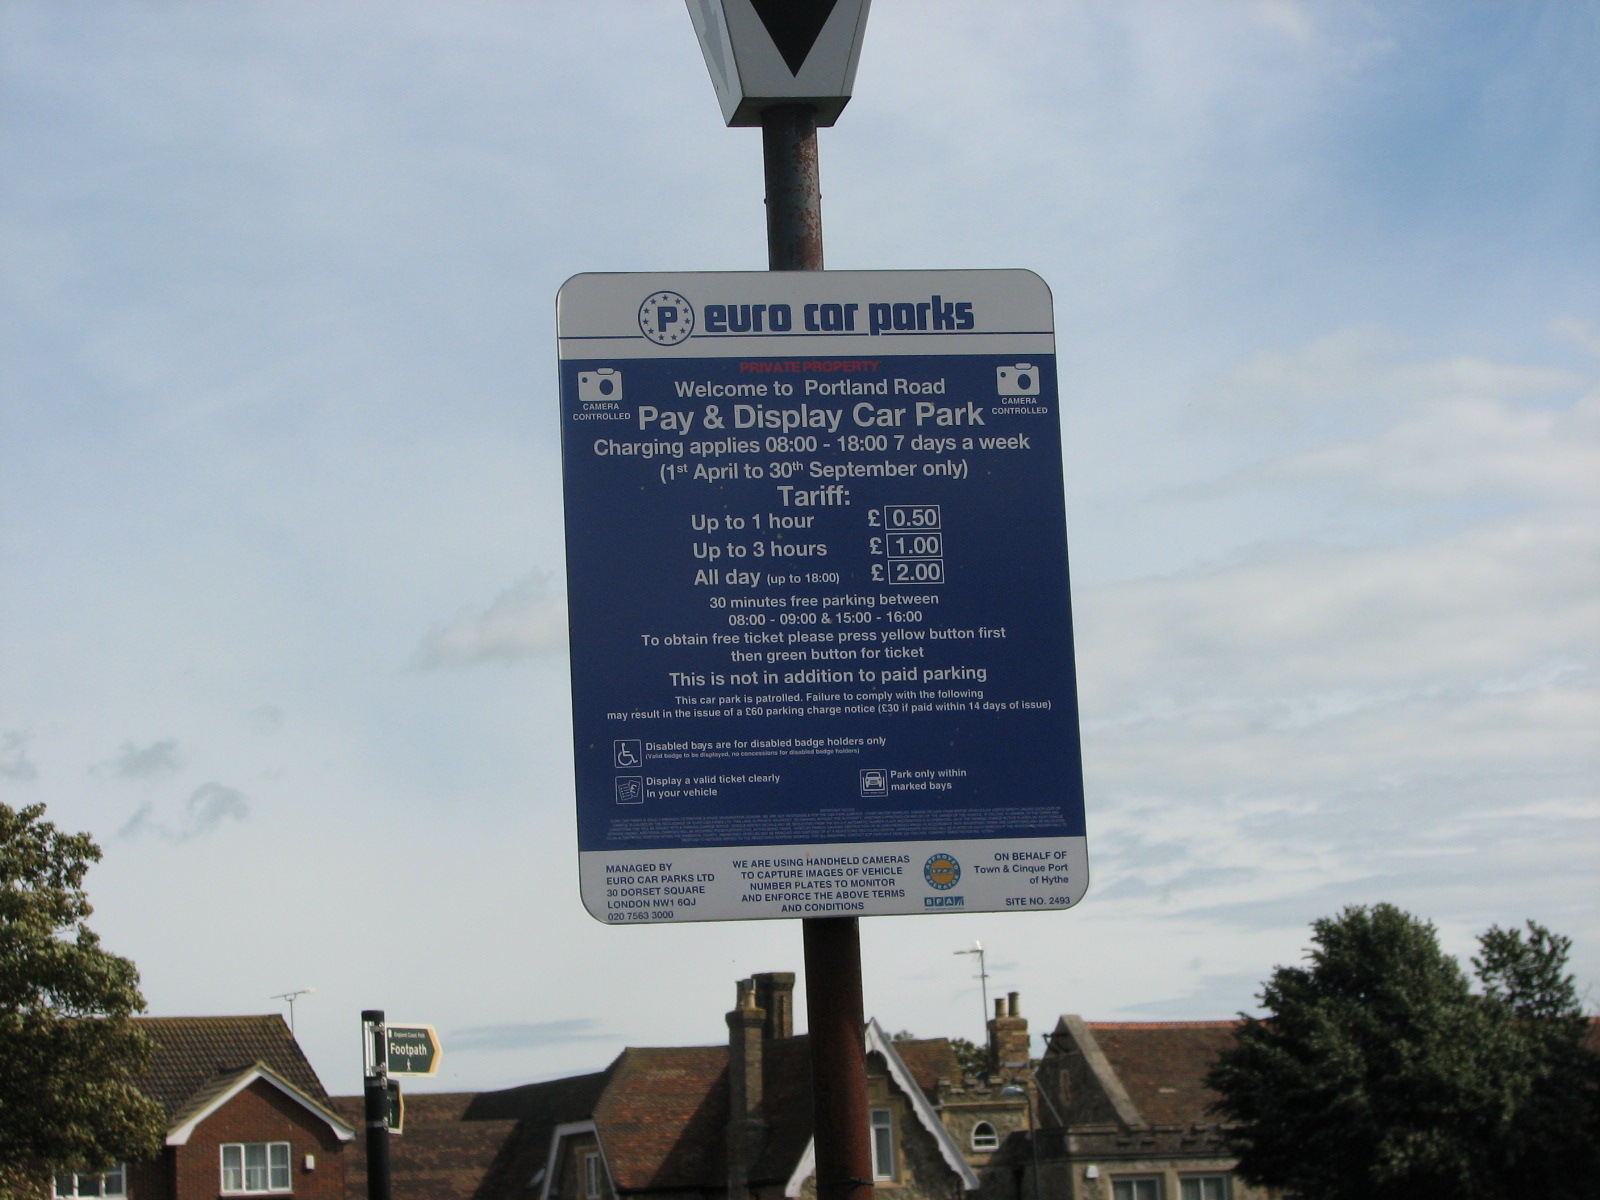 P euro car parks
PRIVATE PROPERTY
Welcome to Portland Road
CAMERA CONTROLLED
Pay & Display Car Park
CAMERA CONTROLLED
Charging applies 08:00 - 18:00 7 days a week
(1st April to 30th September only)
Tariff:
Up to 1 hour £ 0.50
Up to 3 hours £ 1.00
All day (up to 18:00) £ 2.00
30 minutes free parking between
08:00 - 09:00 & 15:00 - 16:00
To obtain free ticket please press yellow button first
then green button for ticket
This is not in addition to paid parking
This car park is patrolled. Failure to comply with the following
may result in the issue of a £60 parking charge notice (£30 if paid within 14 days of issue)
Disabled bays are for disabled badge holders only
(Valid badge to be displayed, no concessions for disabled badge holders)
Display a valid ticket clearly
in your vehicle
Park only within
marked bays
MANAGED BY
EURO CAR PARKS LTD
30 DORSET SQUARE
LONDON NW1 6QJ
020 7563 3000
WE ARE USING HANDHELD CAMERAS
TO CAPTURE IMAGES OF VEHICLE
NUMBER PLATES TO MONITOR
AND ENFORCE THE ABOVE TERMS
AND CONDITIONS
APPROVED OPERATOR
BPA
ON BEHALF OF
Town & Cinque Port
of Hythe
SITE NO. 2493
England Coast Path
Footpath